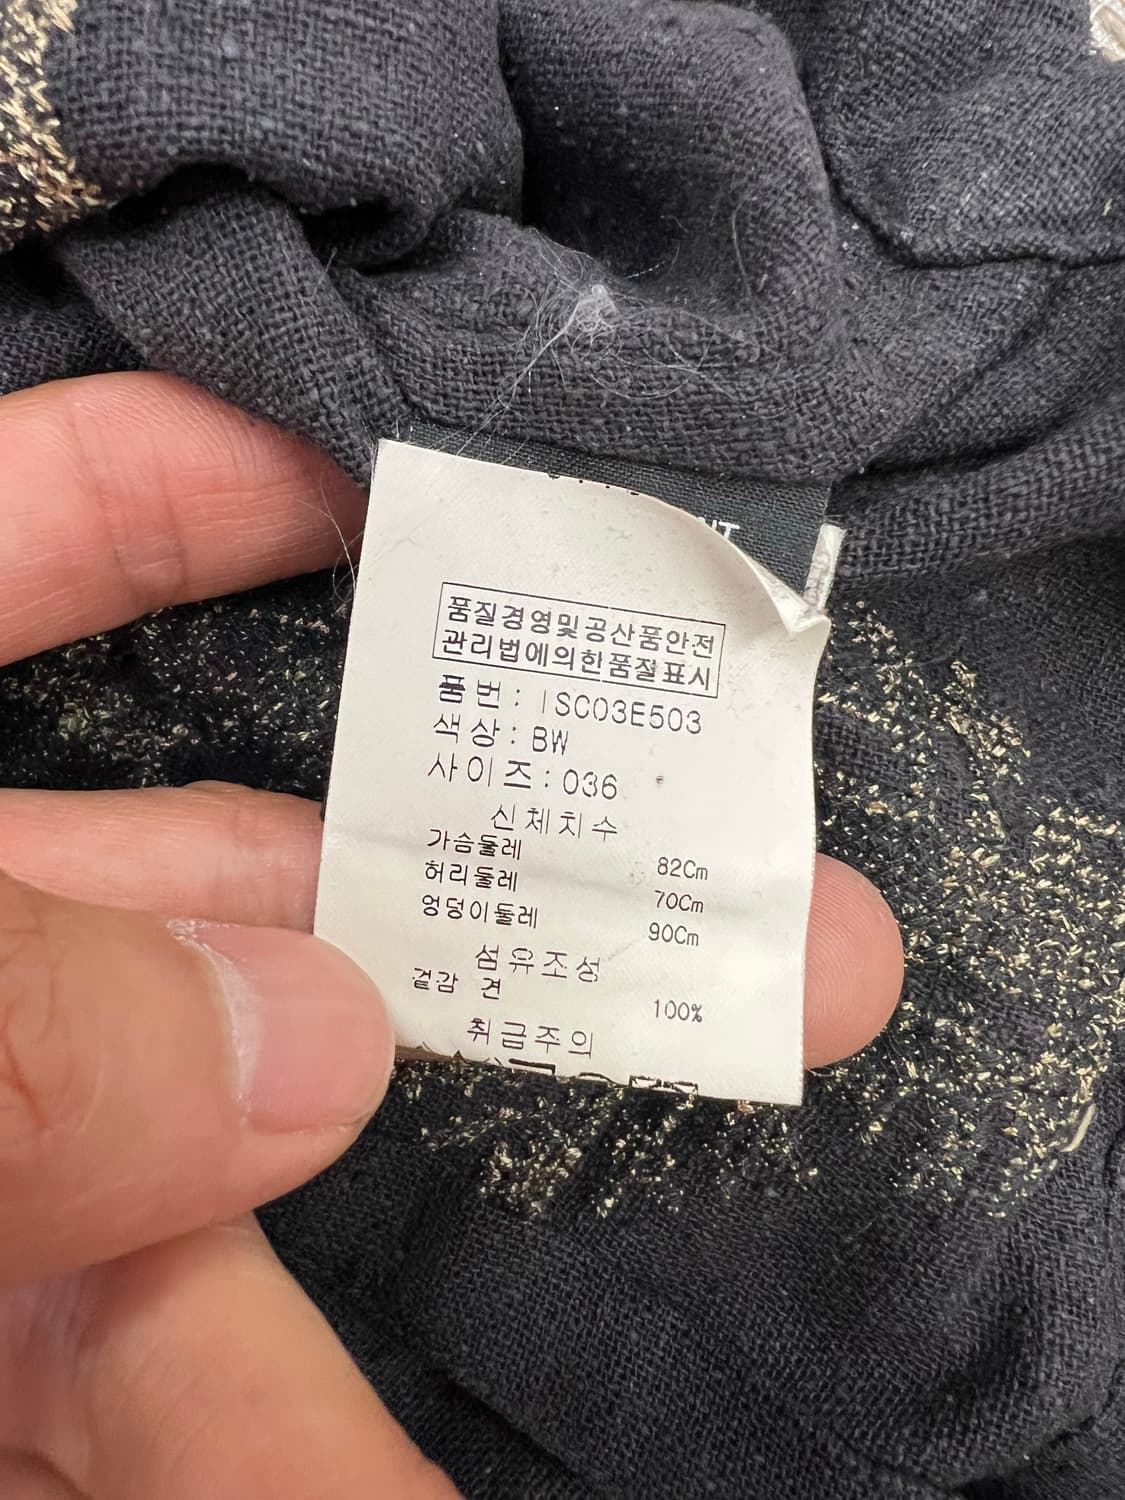 품질경영및공산품안전
관리법에의한품질표시
품번: ISC03E503
색상: BW
사이즈: 036
신체치수
가슴둘레 82Cm
허리둘레 70Cm
엉덩이둘레 90Cm
섬유조성
겉감 견 100%
취급주의